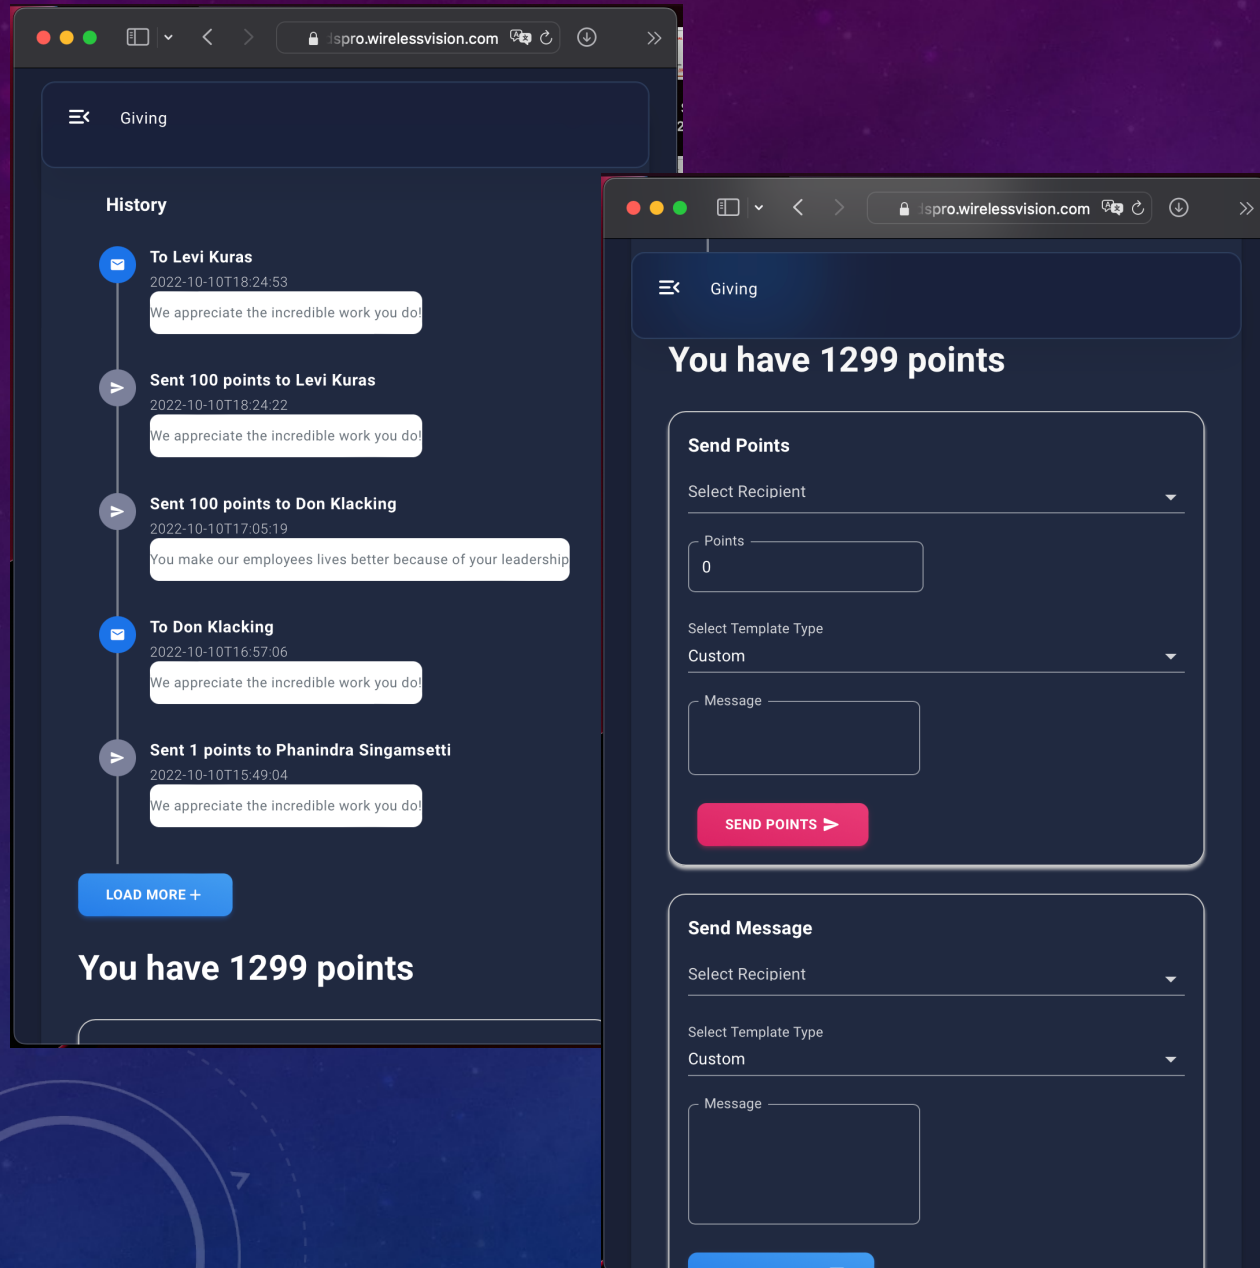 spro.wirelessvision.com
Giving
History
To Levi Kuras
2022-10-10T18:24:53
We appreciate the incredible work you do!
Sent 100 points to Levi Kuras
2022-10-10T18:24:22
We appreciate the incredible work you do!
Sent 100 points to Don Klacking
2022-10-10T17:05:19
You make our employees lives better because of your leadership
To Don Klacking
2022-10-10T16:57:06
We appreciate the incredible work you do!
Sent 1 points to Phanindra Singamsetti
2022-10-10T15:49:04
We appreciate the incredible work you do!
LOAD MORE +
You have 1299 points
spro.wirelessvision.com
Giving
You have 1299 points
Send Points
Select Recipient
Points
0
Select Template Type
Custom
Message
SEND POINTS
Send Message
Select Recipient
Select Template Type
Custom
Message